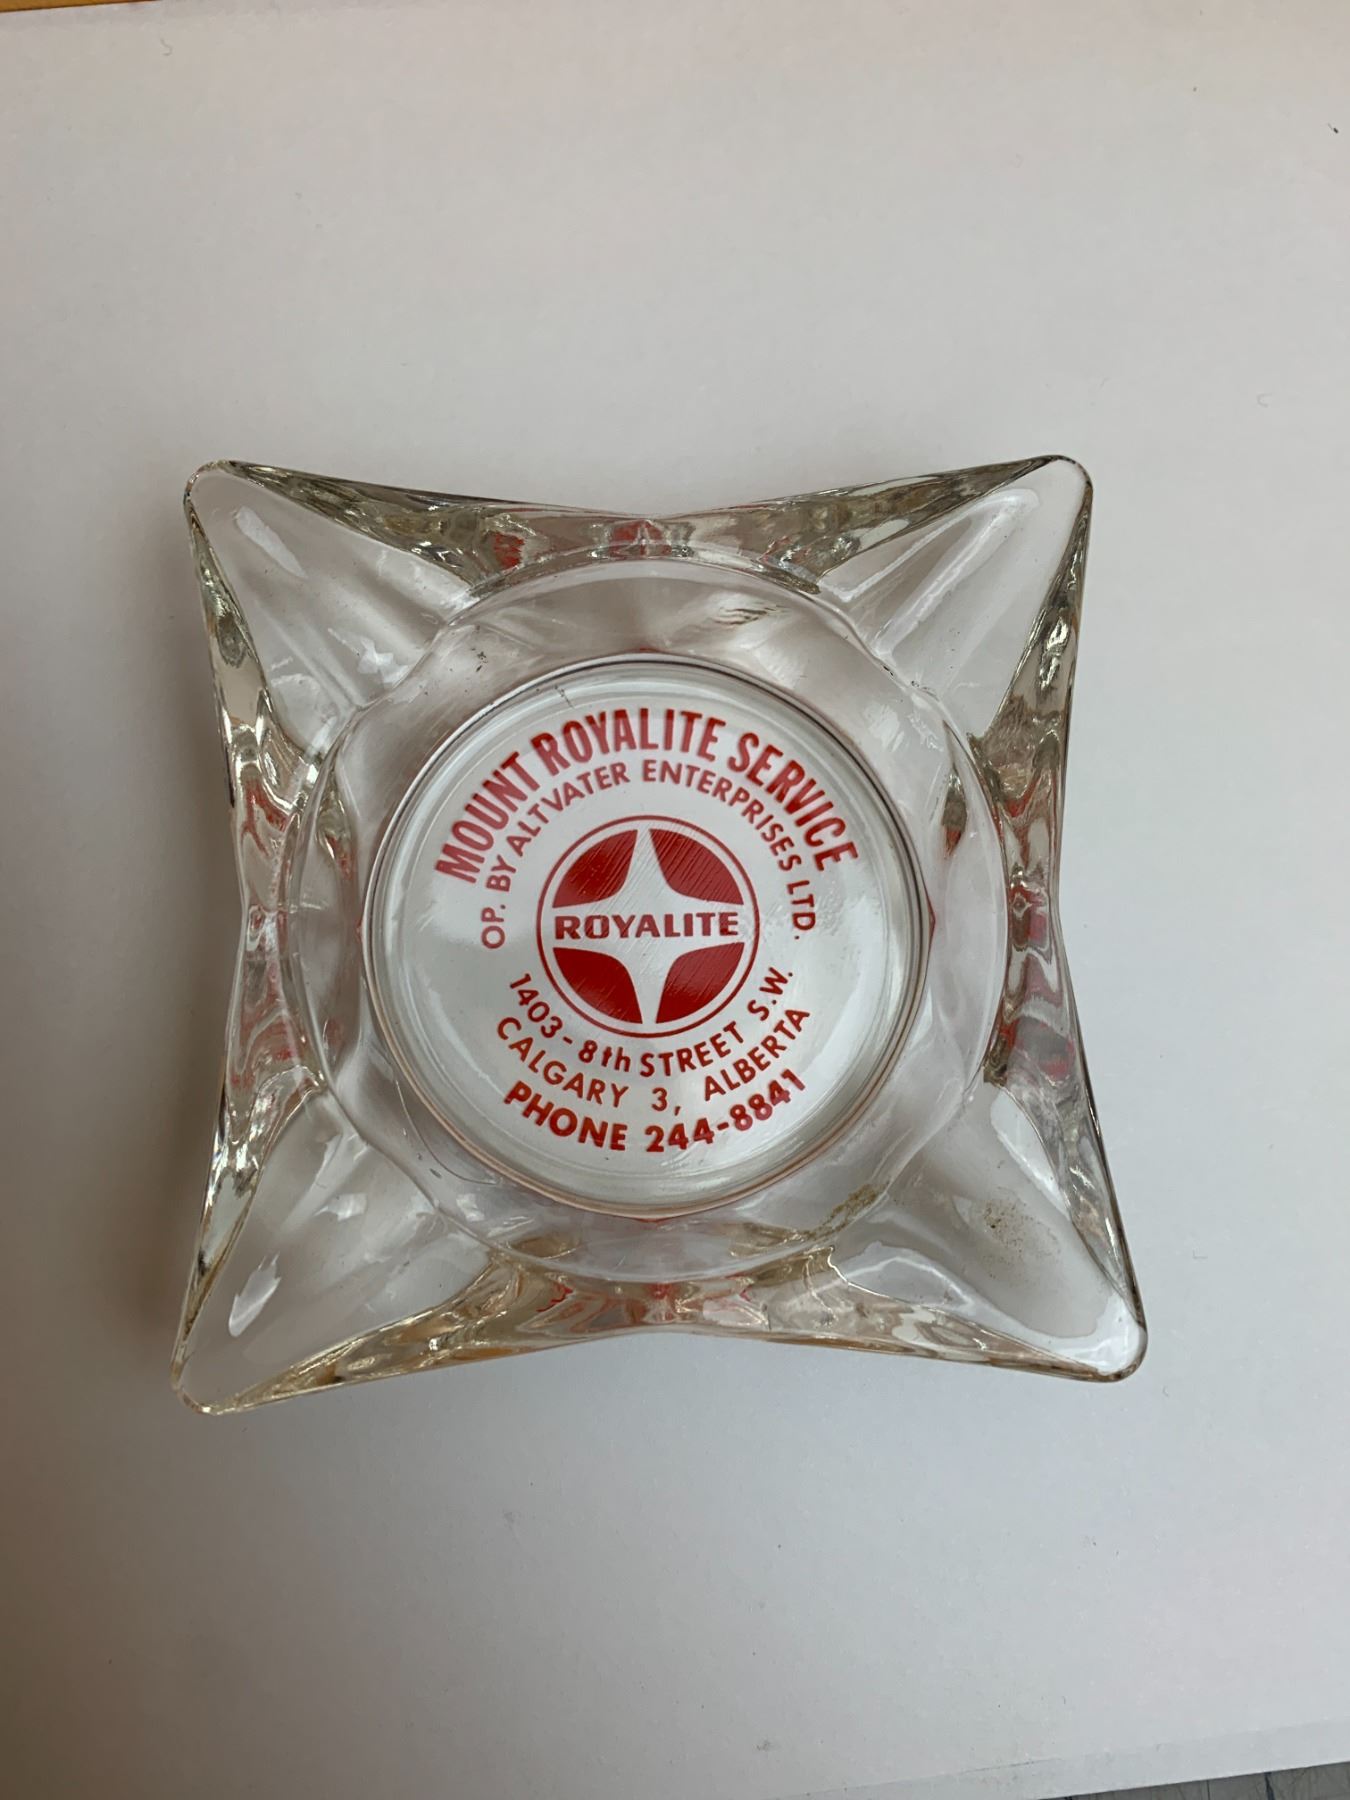 MOUNT ROYALITE SERVICE
OP. BY ALTVATER ENTERPRISES LTD.
ROYALITE
1403 - 8th STREET S.W.
CALGARY 3, ALBERTA
PHONE 244-8841